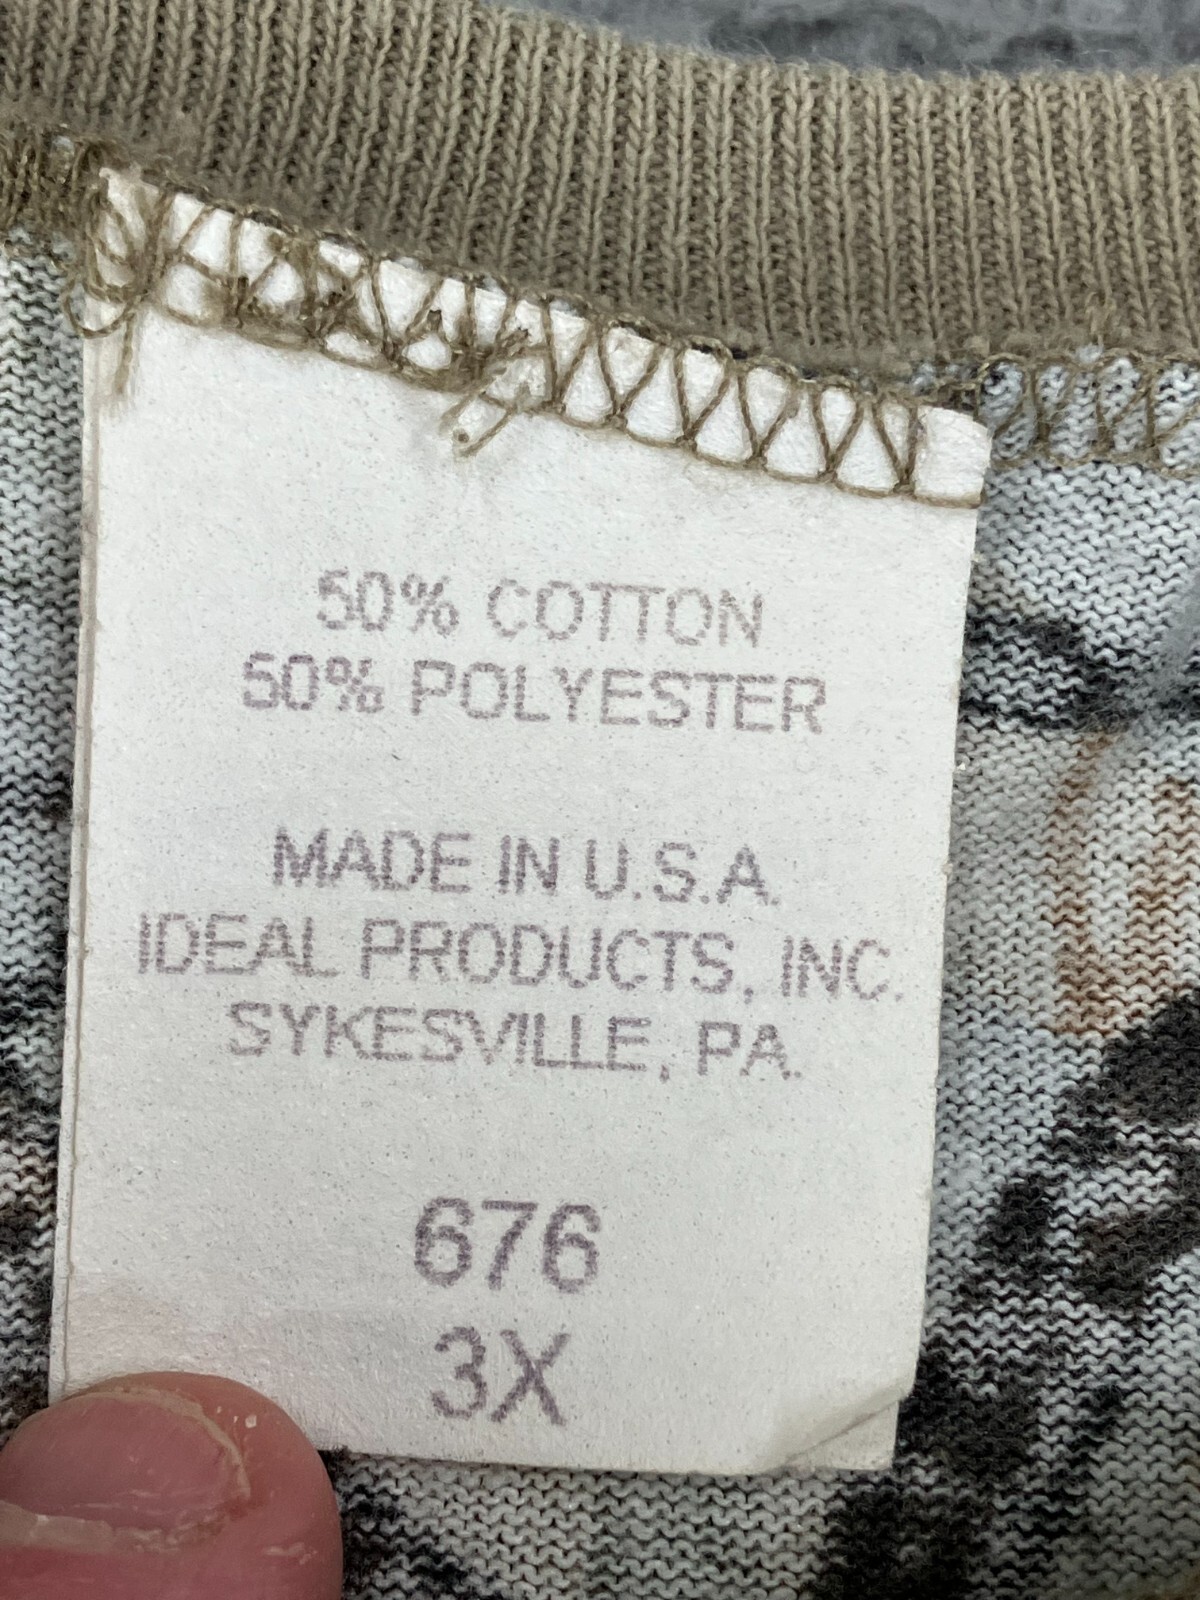 50% COTTON
50% POLYESTER
MADE IN U.S.A.
IDEAL PRODUCTS, INC.
SYKESVILLE, PA.
676
3X